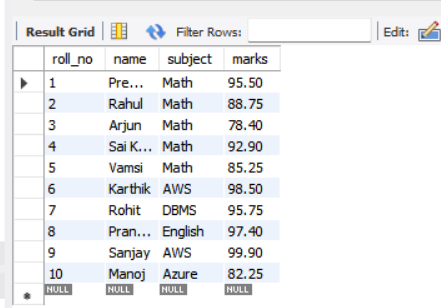 Result Grid Filter Rows: Edit:
roll_no name subject marks
1 Pre... Math 95.50
2 Rahul Math 88.75
3 Arjun Math 78.40
4 Sai K... Math 92.90
5 Vamsi Math 85.25
6 Karthik AWS 98.50
7 Rohit DBMS 95.75
8 Pran... English 97.40
9 Sanjay AWS 99.90
10 Manoj Azure 82.25
NULL NULL NULL NULL